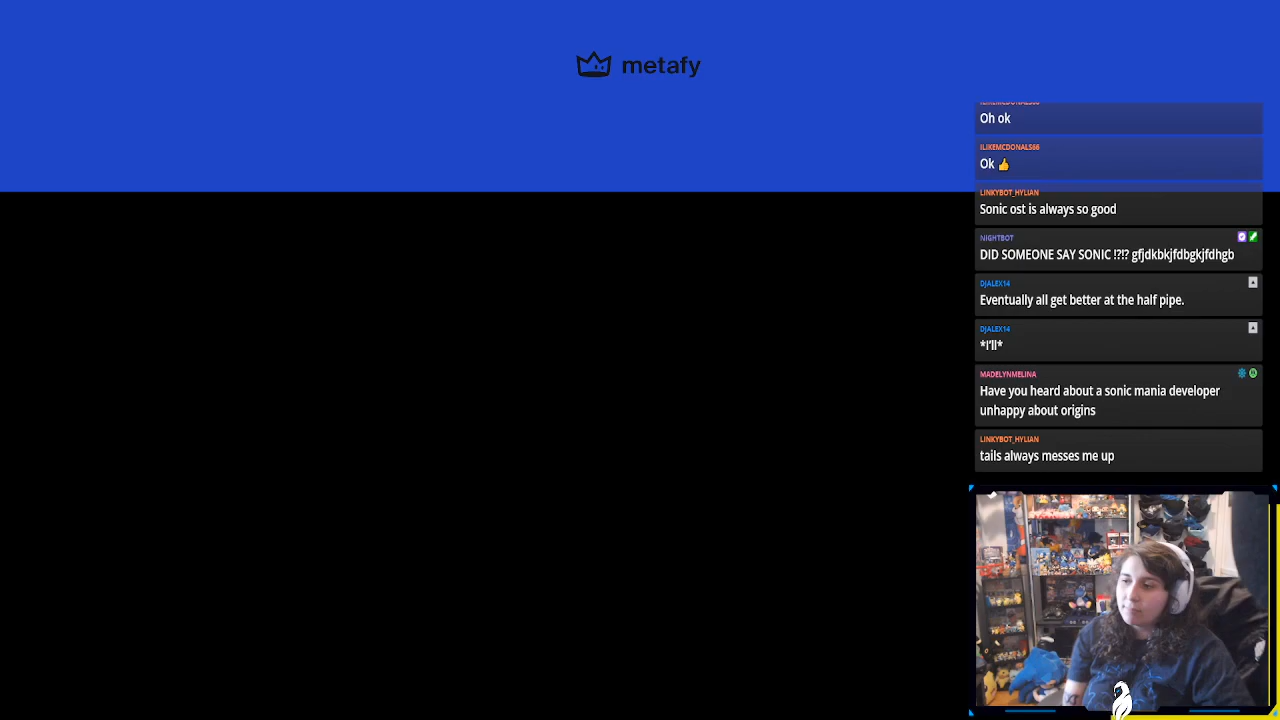 metafy
Oh ok
ILIKEMCDONALS66
Ok 👍
LINKYBOT_HYLIAN
Sonic ost is always so good
NIGHTBOT
DID SOMEONE SAY SONIC !?!? gfjdkbkjfdbgkjfdhgb
DJALEX14
Eventually all get better at the half pipe.
DJALEX14
*I'll*
MADELYNMELINA
Have you heard about a sonic mania developer
unhappy about origins
LINKYBOT_HYLIAN
tails always messes me up